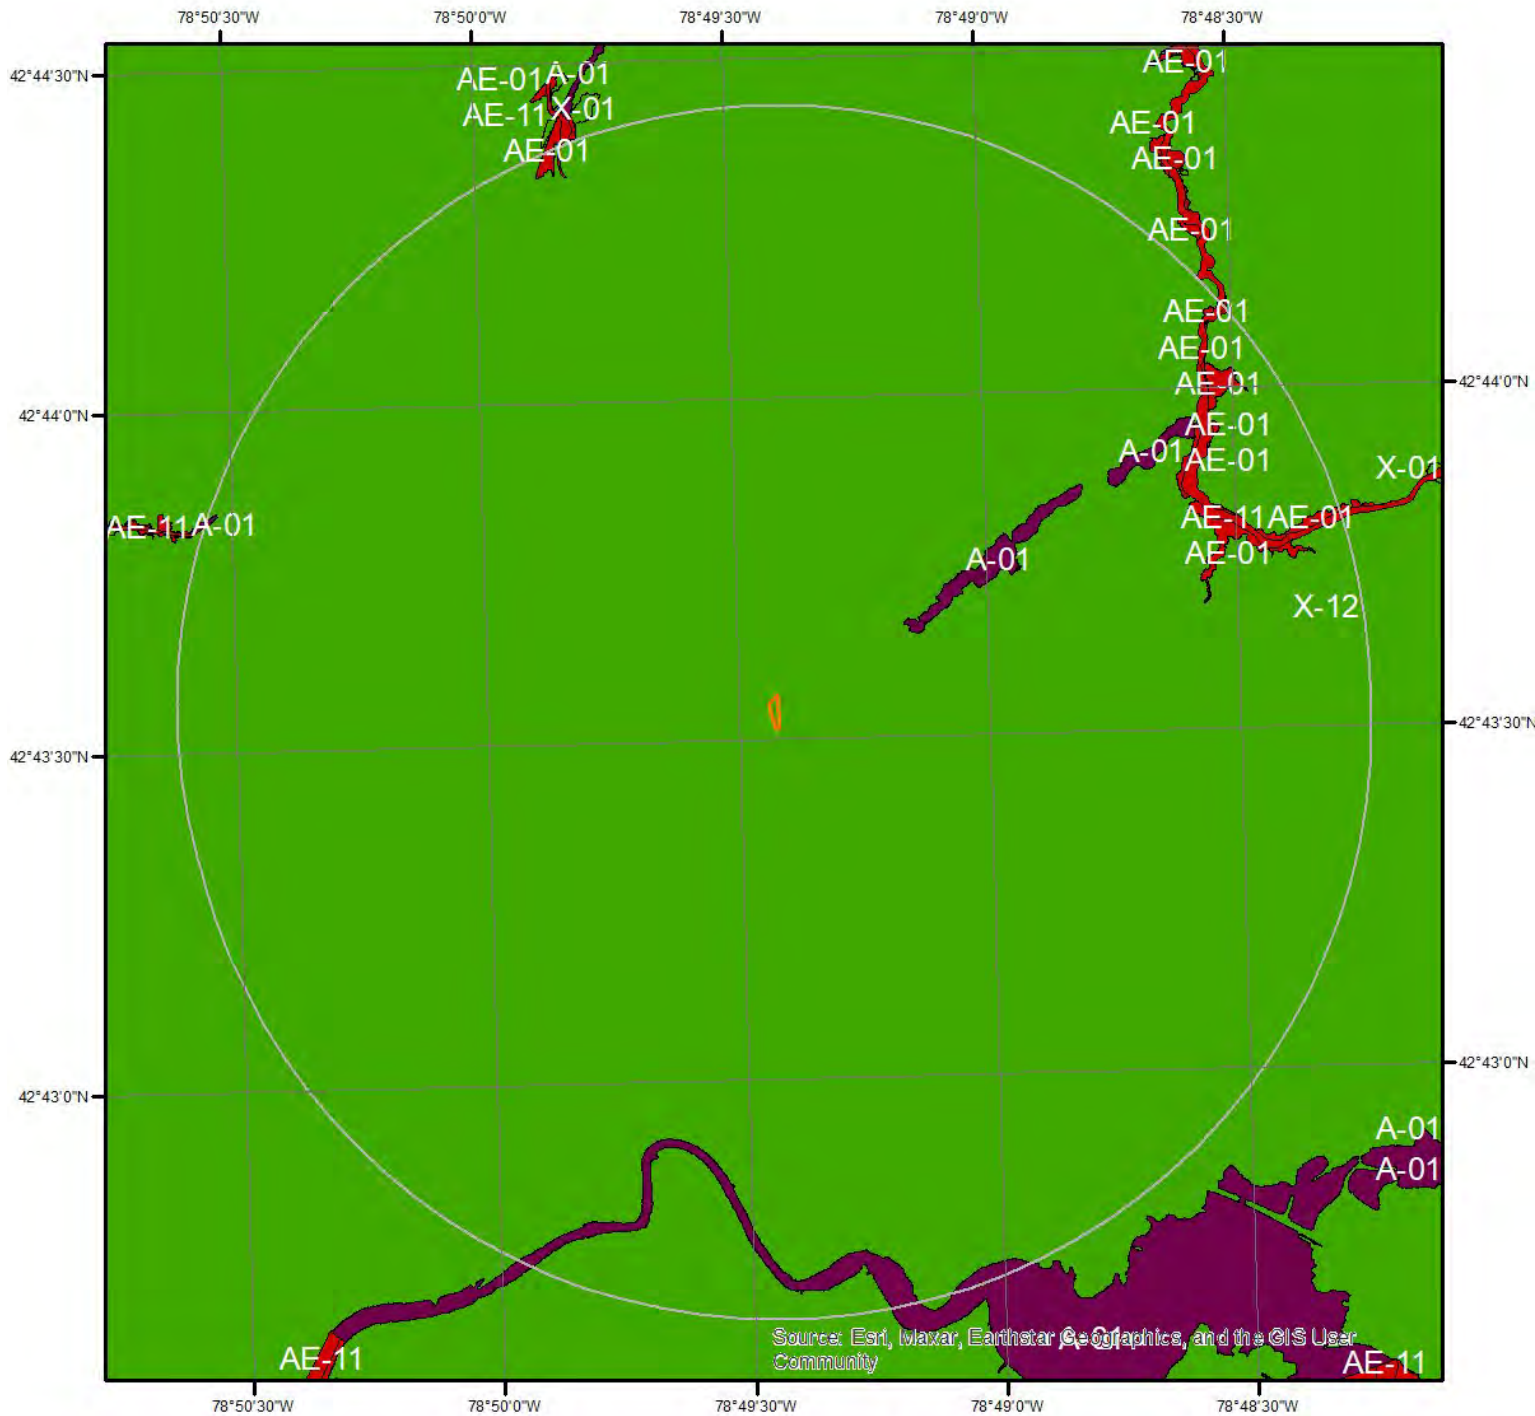 78°50'30"W 78°50'0"W 78°49'30"W 78°49'0"W 78°48'30"W
42°44'30"N
AE-01 A-01
AE-11 X-01
AE-01
AE-01
AE-01
AE-01
AE-01
AE-01
AE-01
AE-01
42°44'0"N
42°44'0"N
AE-01
A-01 AE-01
X-01
AE-11 A-01
AE-11 AE-01
AE-01
A-01
X-12
42°43'30"N
42°43'30"N
42°43'0"N
42°43'0"N
A-01
A-01
Source: Esri, Maxar, Earthstar Geographics, and the GIS User
Community
A-01
AE-11
AE-11
78°50'30"W 78°50'0"W 78°49'30"W 78°49'0"W 78°48'30"W